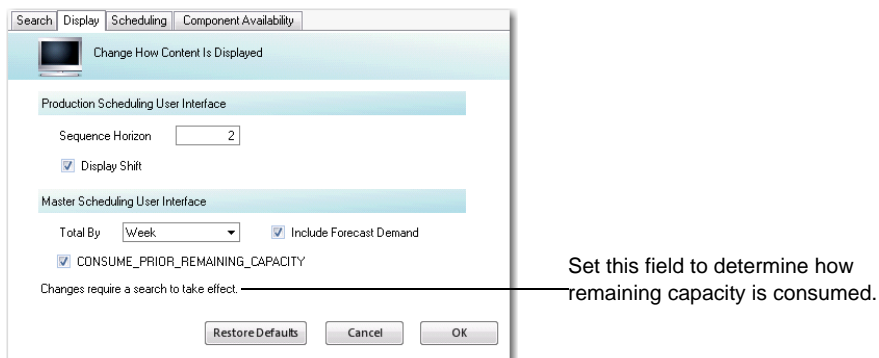 Search Display Scheduling Component Availability
Change How Content Is Displayed
Production Scheduling User Interface
Sequence Horizon 2
Display Shift
Master Scheduling User Interface
Total By Week Include Forecast Demand
CONSUME_PRIOR_REMAINING_CAPACITY
Changes require a search to take effect.
Set this field to determine how
remaining capacity is consumed.
Restore Defaults Cancel OK